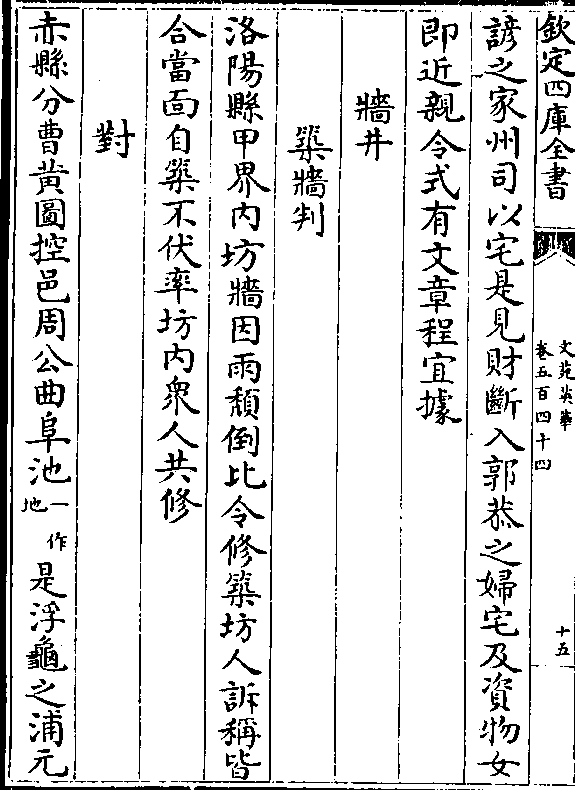 欽定四庫全書
文苑英華
卷五百四十四
十五
諺之家州司以宅是見財斷入郭恭之婦宅及資物女
即近親令式有文章程宜據
牆井
築牆判
洛陽縣甲界内坊牆因雨頽倒比令修築坊人訴稱皆
合當面自築不伏率坊内衆人共修
對
赤縣分曹黄圖控邑周公曲阜池一作地是浮龜之浦元